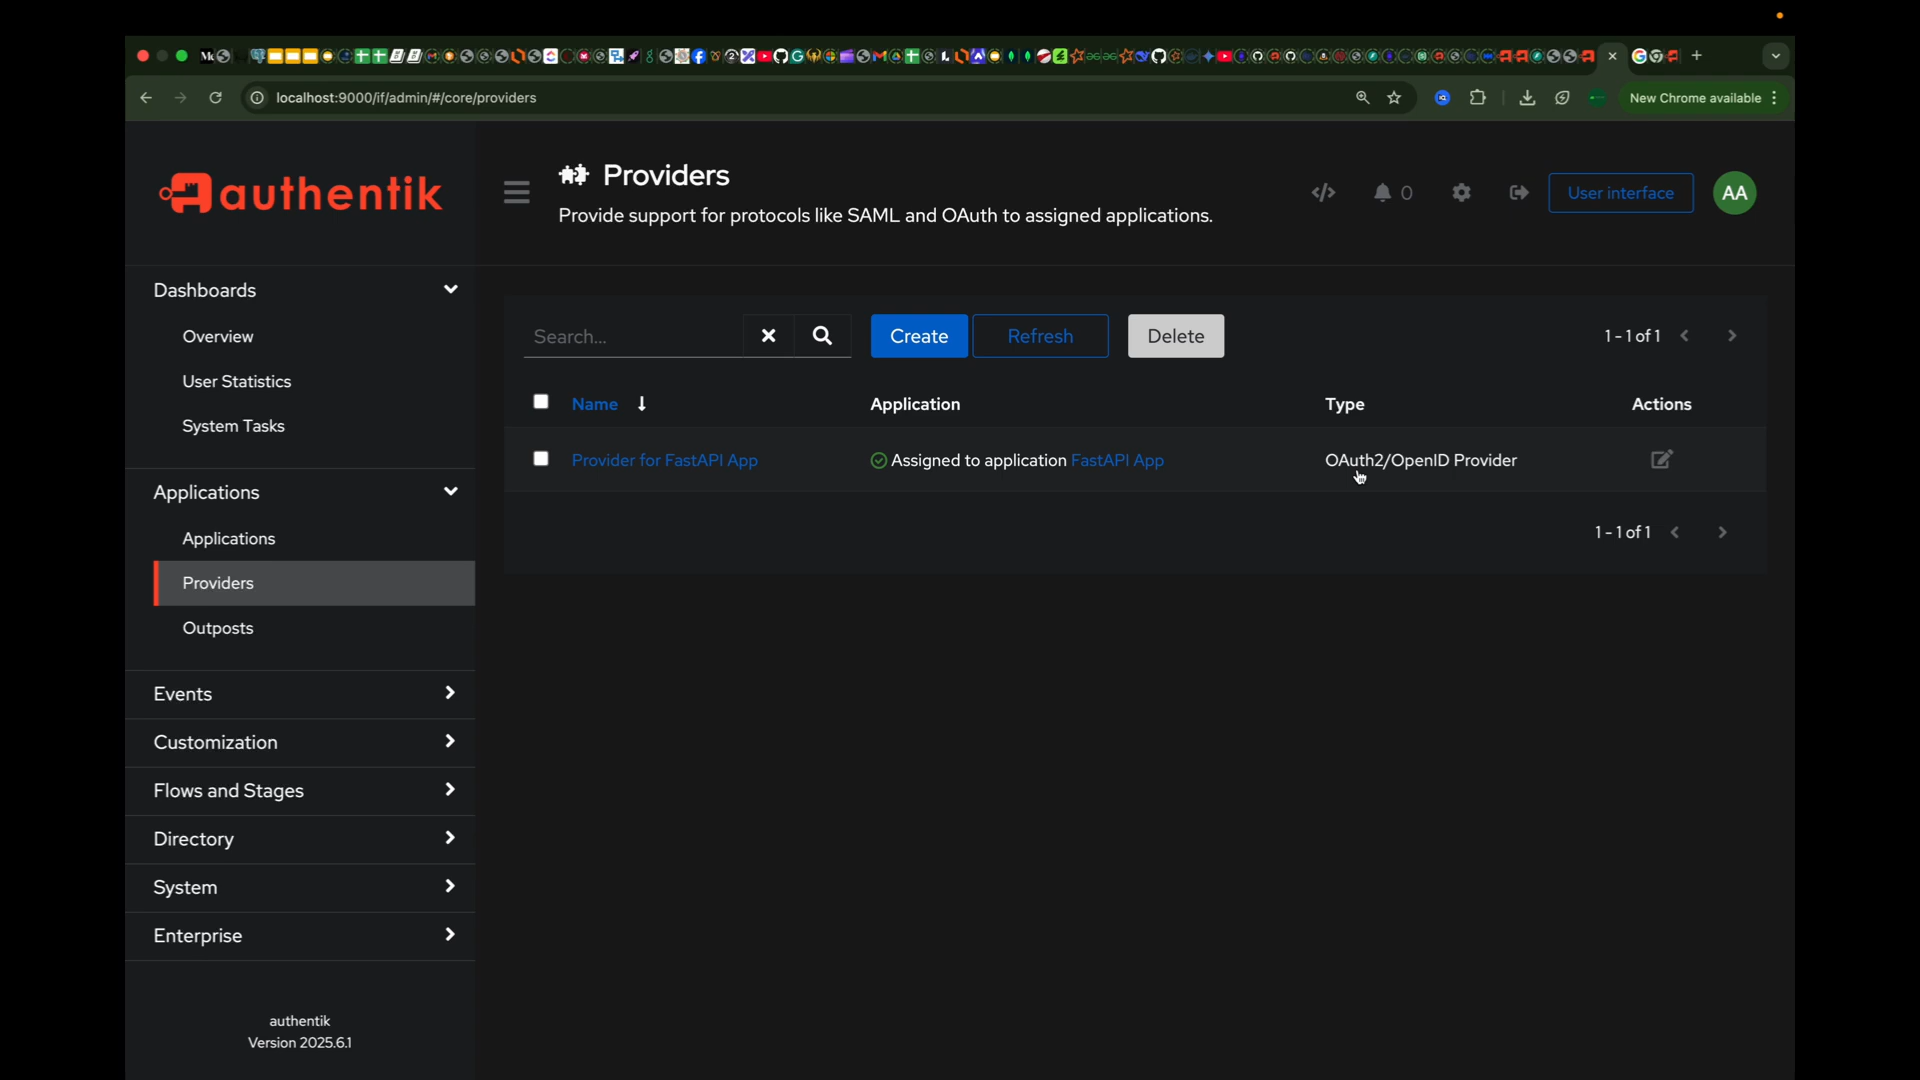 localhost:9000/if/admin/#/core/providers
New Chrome available
authentik
Providers
Provide support for protocols like SAML and OAuth to assigned applications.
0
User interface
AA
Dashboards
Overview
User Statistics
System Tasks
Applications
Applications
Providers
Outposts
Events
Customization
Flows and Stages
Directory
System
Enterprise
authentik
Version 2025.6.1
Search...
Create
Refresh
Delete
1 - 1 of 1
Name
Application
Type
Actions
Provider for FastAPI App
Assigned to application FastAPI App
OAuth2/OpenID Provider
1 - 1 of 1